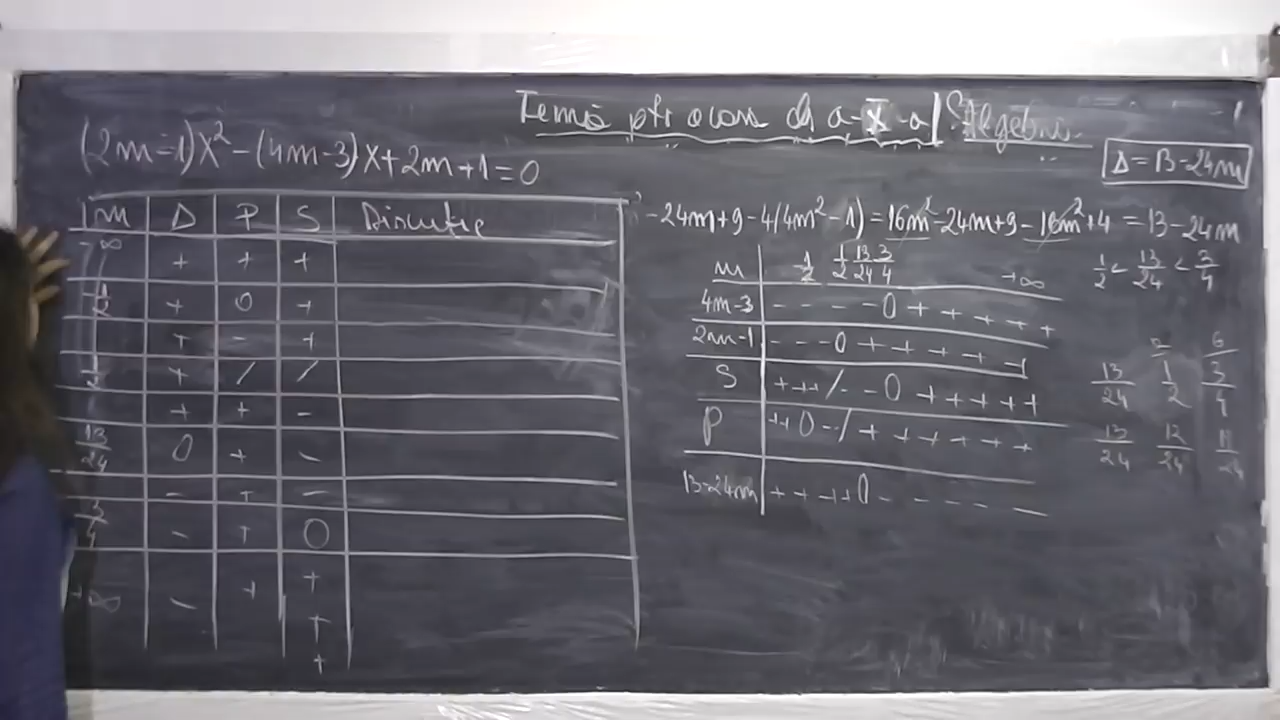 Temă ptr acasă cls a-X-a Algebră
(2m-1)x² - (4m-3)x + 2m+1 = 0
Δ = 13-24m
m Δ P S Discuție
-∞
+ + +
-1/2 + 0 +
+ - +
1/2 + / /
+ + -
13/24 0 + -
- + -
3/4 - + 0
+∞ - + +
+
+
-24m+9-4(4m²-1) = 16m²-24m+9-16m²+4 = 13-24m
m -1/2 1/2 13/24 3/4 +∞
4m-3 - - - - 0 + + + + +
2m-1 - - - 0 + + + + + +
S + + + / - - 0 + + + + +
P + + 0 - - / + + + + + + +
13-24m + + + + 0 - - - - -
1/2 < 13/24 < 3/4
13/24 1/2 3/4
13/24 12/24